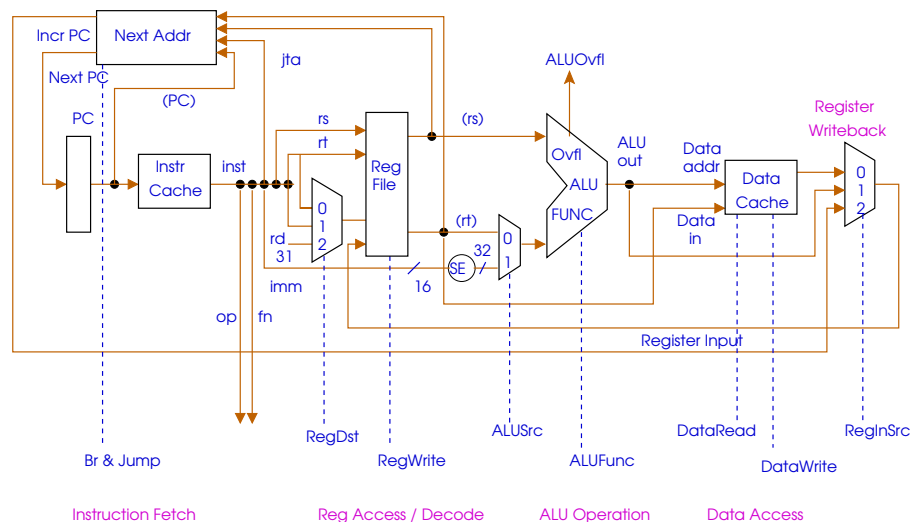 Incr PC
Next Addr
Next PC
jta
(PC)
ALUOvfl
PC
rs
(rs)
Register
Writeback
rt
Instr
Cache
inst
Reg
File
Ovfl
ALU
FUNC
ALU
out
Data
addr
Data
Cache
0
1
2
0
1
2
rd
31
(rt)
0
1
32
SE
Data
in
imm
16
op
fn
Register Input
RegDst
ALUSrc
DataRead
RegInSrc
Br & Jump
RegWrite
ALUFunc
DataWrite
Instruction Fetch
Reg Access / Decode
ALU Operation
Data Access